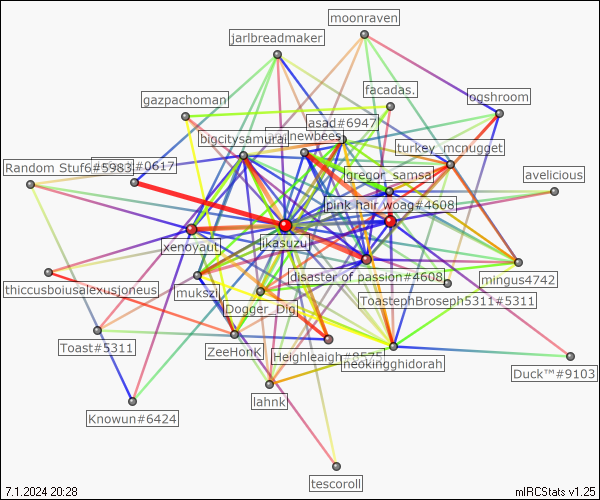 moonraven
jarlbreadmaker
facadas.
ogshroom
gazpachoman
asad#6947
bigcitysamurai
newbees
turkey_mcnugget
Random Stuf6#5983
#0617
gregor_samsa
avelicious
pink hair woag#4608
xenoyaut
ikasuzu
disaster of passion#4608
mingus4742
thiccusboiusalexusjoneus
mukszi
ToastephBroseph5311#5311
Dogger_Dig
Toast#5311
ZeeHonK
Heighleigh#8575
neokingghidorah
Duck™#9103
lahnk
Knowun#6424
tescoroll
7.1.2024 20:28
mIRCStats v1.25